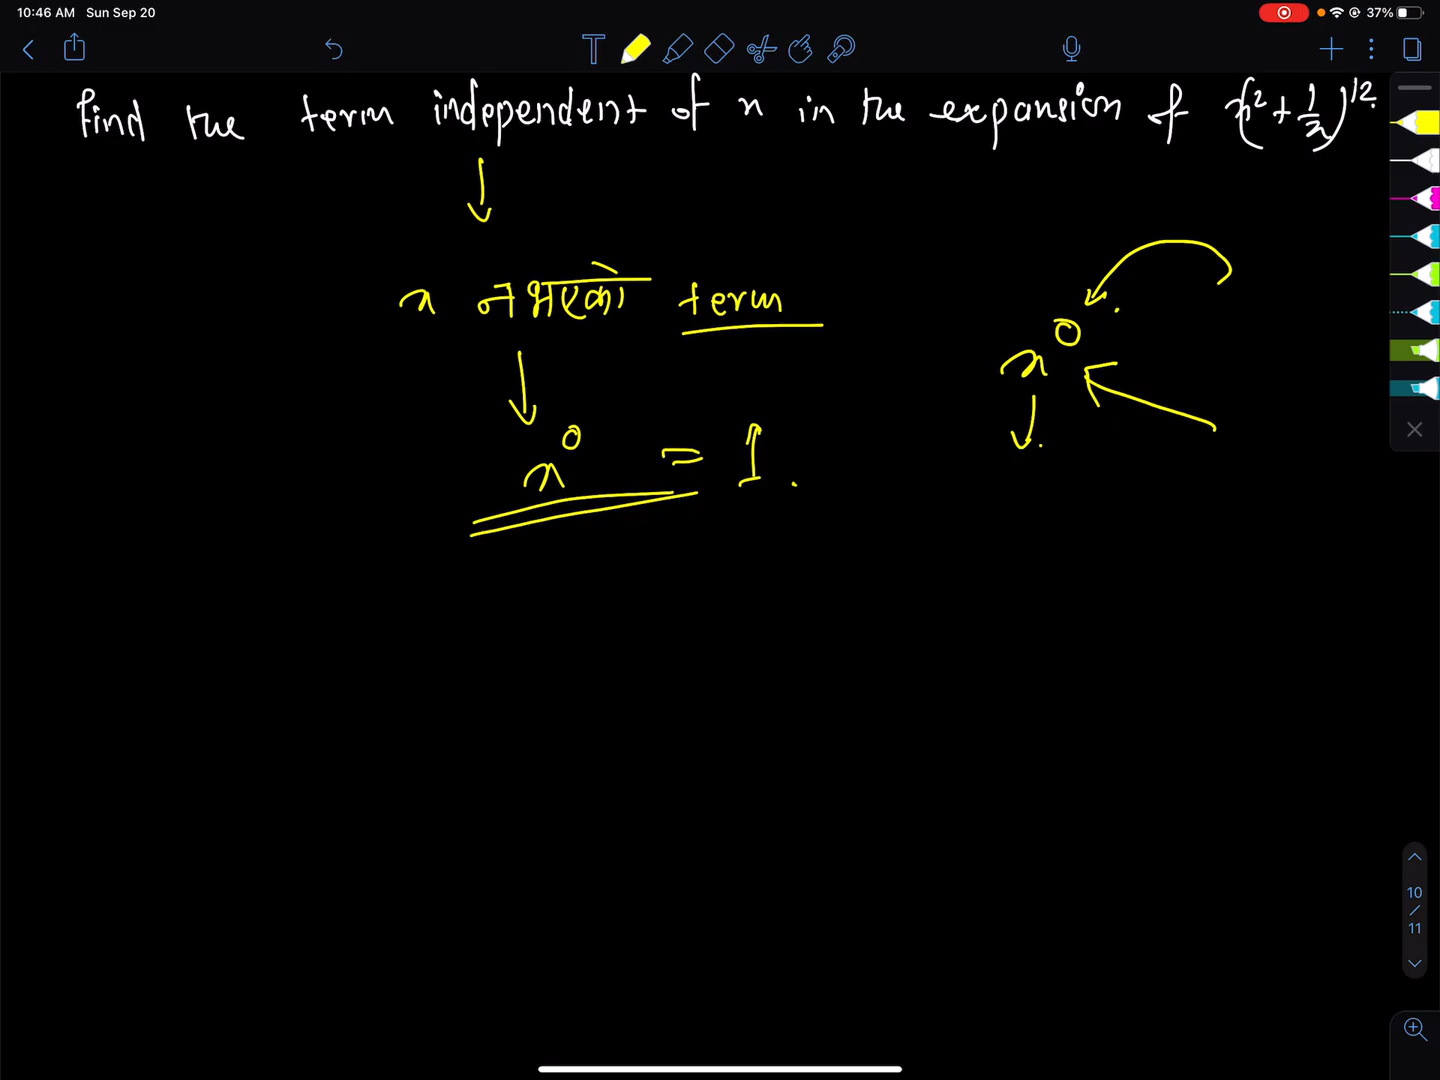 10:46 AM Sun Sep 20
37%
Find the term independent of x in the expansion of (x² + 1/x)¹².
x नभएको term
x⁰ = 1.
x⁰
10
/
11